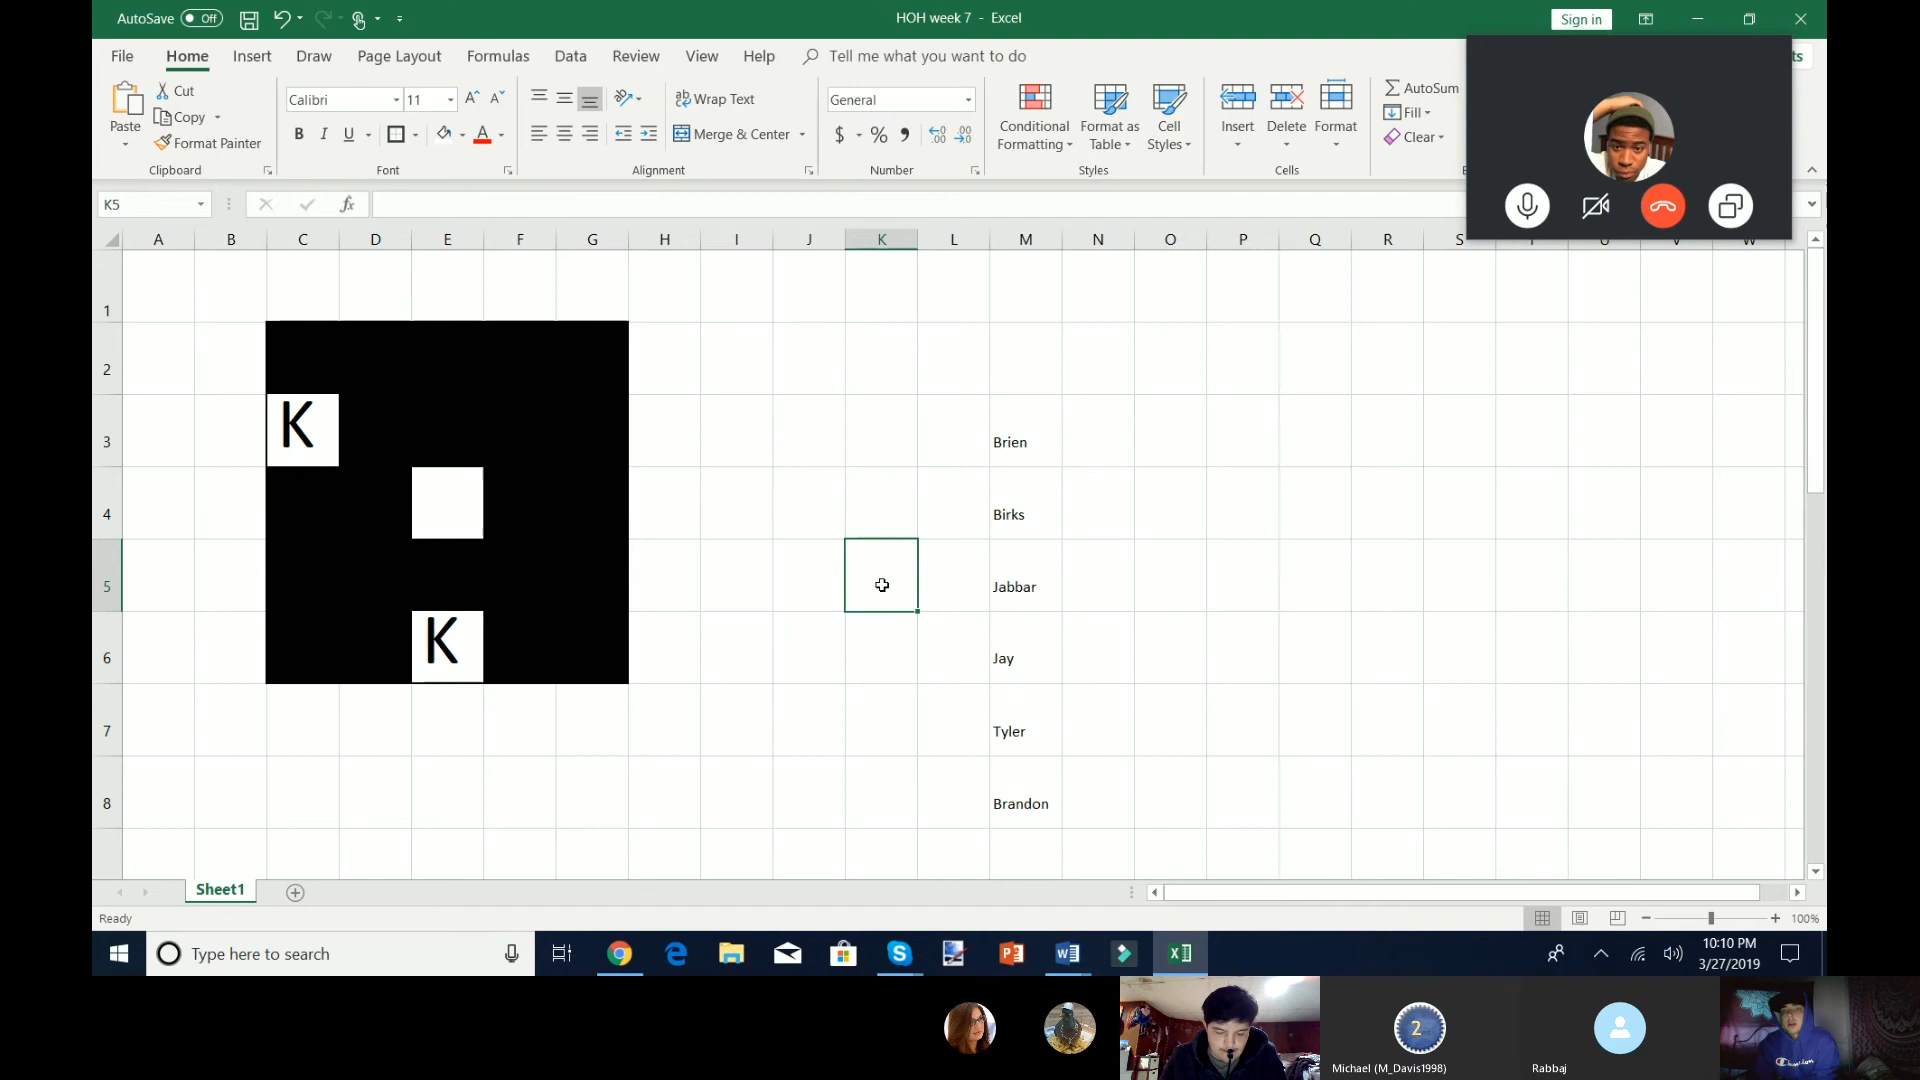 AutoSave Off
HOH week 7 - Excel
Sign in
File Home Insert Draw Page Layout Formulas Data Review View Help Tell me what you want to do
ts
Paste
Cut
Copy
Format Painter
Clipboard
Calibri 11
B I U A
Font
Wrap Text
Merge & Center
Alignment
General
$ % ,
Number
Conditional Formatting
Format as Table
Cell Styles
Styles
Insert Delete Format
Cells
AutoSum
Fill
Clear
K5
fx
A B C D E F G H I J K L M N O P Q R S
1
2
3
4
5
6
7
8
K
K
Brien
Birks
Jabbar
Jay
Tyler
Brandon
Sheet1
Ready
100%
Type here to search
10:10 PM
3/27/2019
2
Michael (M_Davis1998)
Rabbaj
Champion